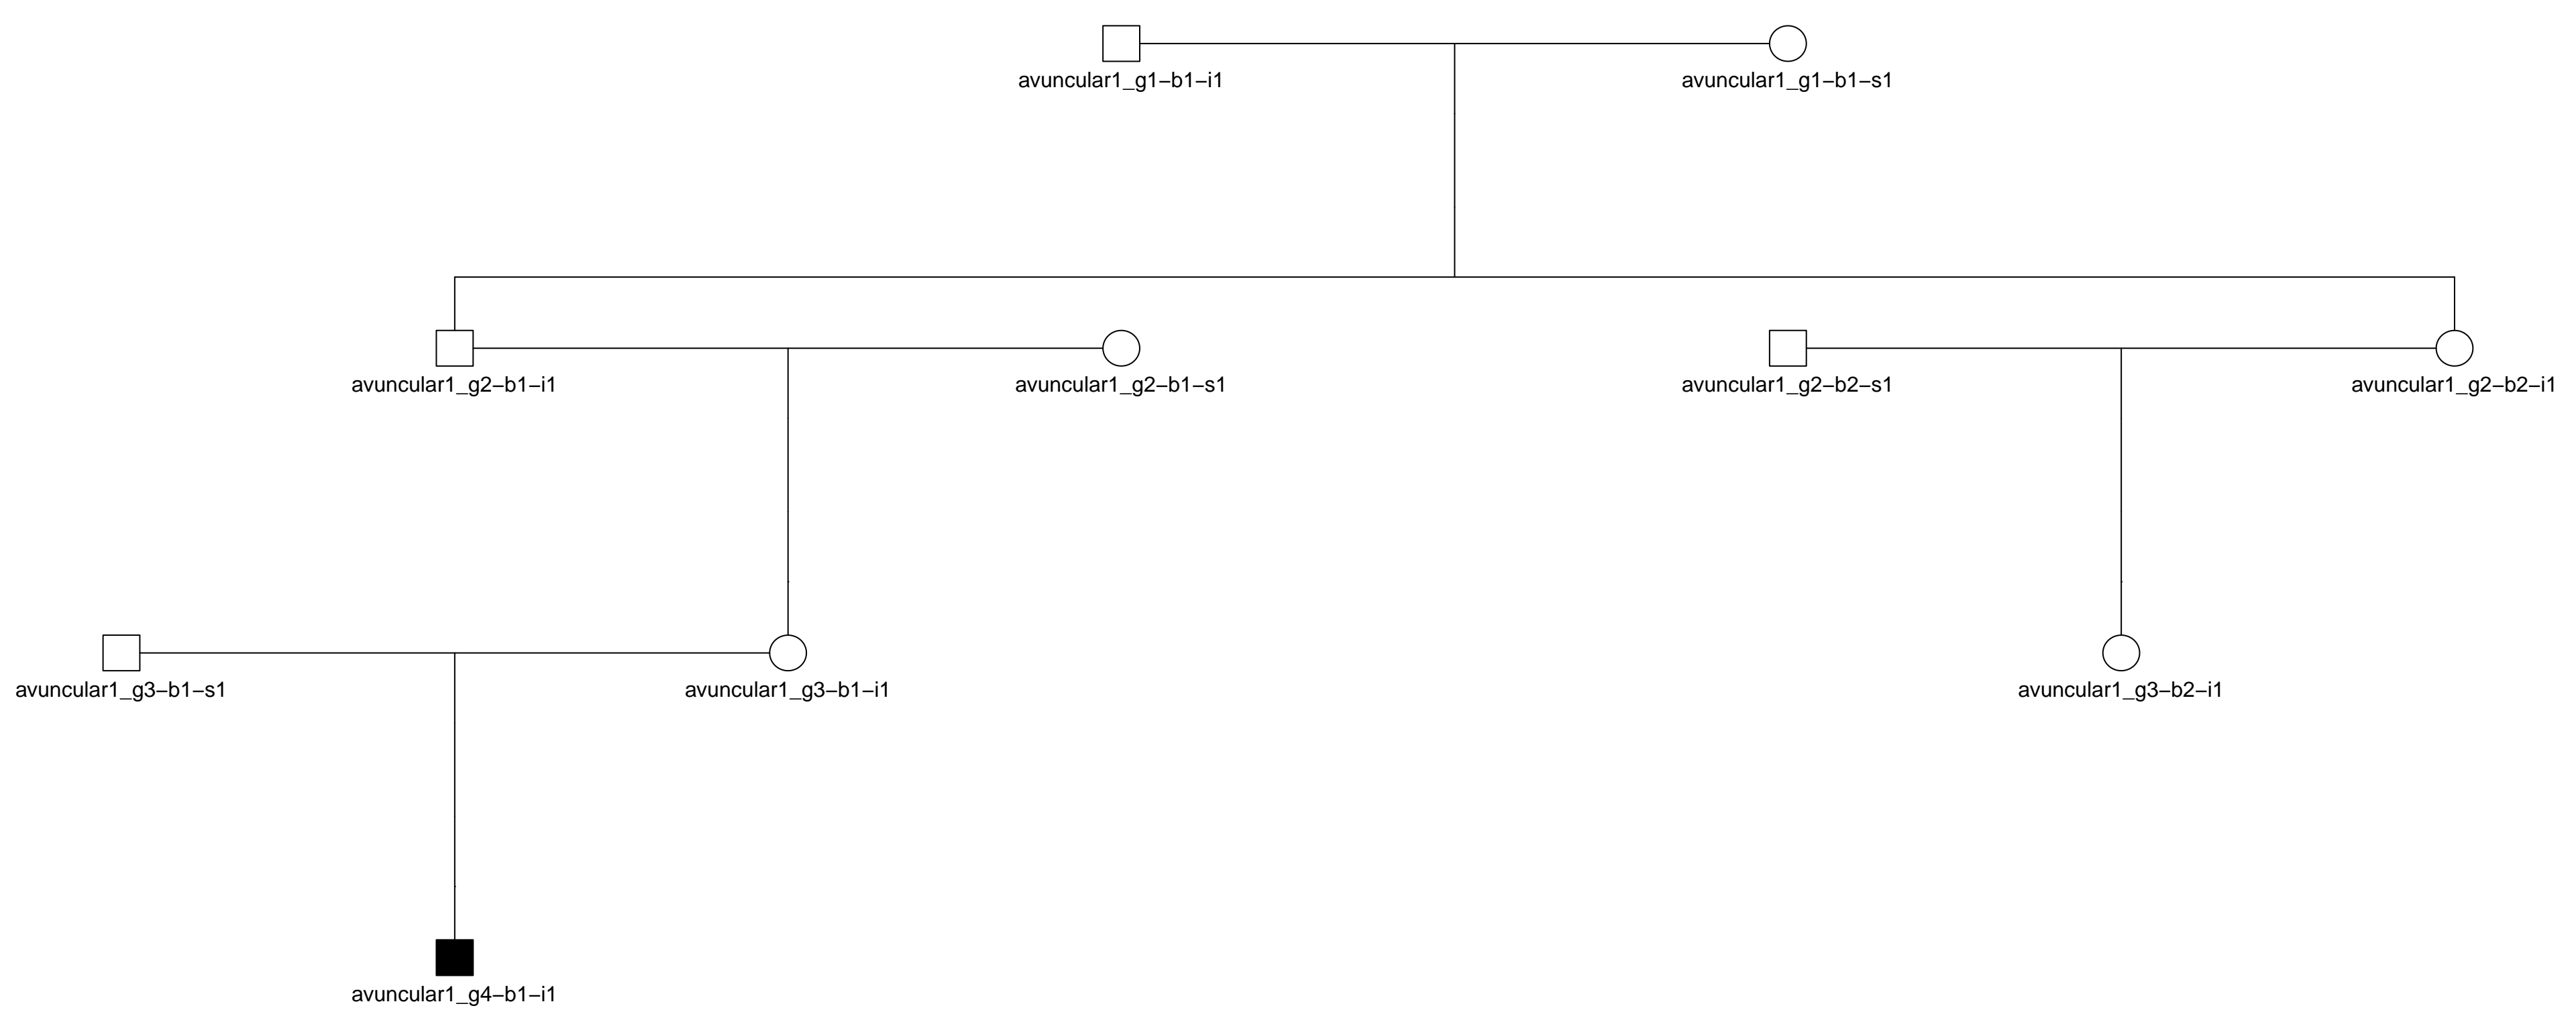 avuncular1_g1–b1–i1
avuncular1_g1–b1–s1
avuncular1_g2–b1–i1
avuncular1_g2–b1–s1
avuncular1_g2–b2–s1
avuncular1_g2–b2–i1
avuncular1_g3–b1–s1
avuncular1_g3–b1–i1
avuncular1_g3–b2–i1
avuncular1_g4–b1–i1